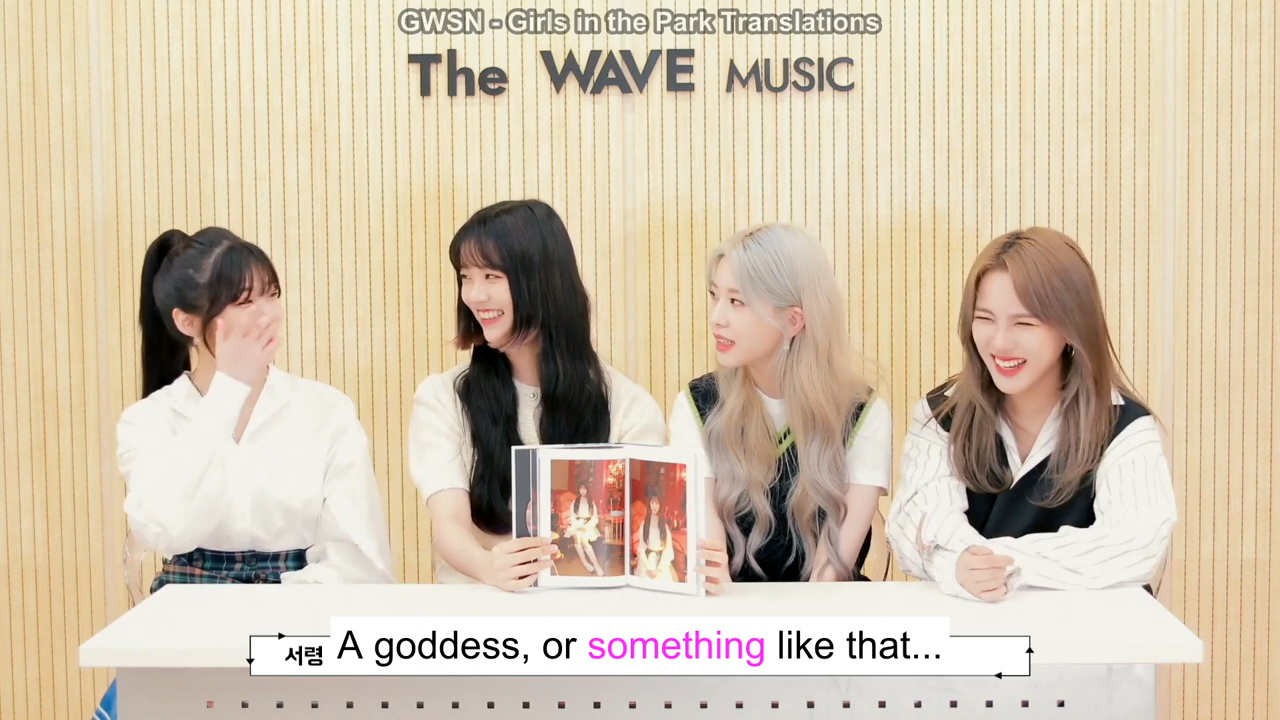 GWSN - Girls in the Park Translations
The WAVE MUSIC
서령 A goddess, or something like that...